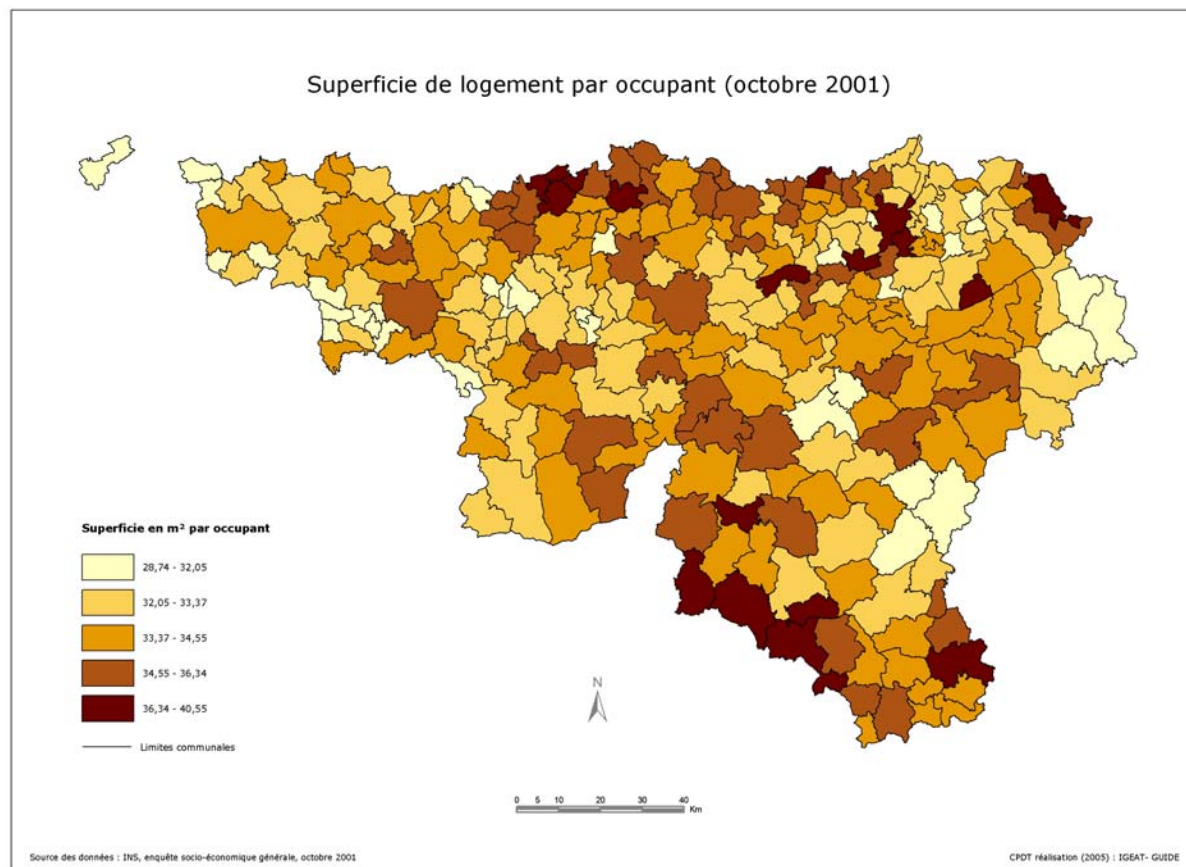 Superficie de logement par occupant (octobre 2001)
Superficie en m² par occupant
28,74 - 32,05
32,05 - 33,37
33,37 - 34,55
34,55 - 36,34
36,34 - 40,55
Limites communales
N
0 5 10 20 30 40
Km
Source des données : INS, enquête socio-économique générale, octobre 2001
CPDT réalisation (2005) : IGEAT- GUIDE